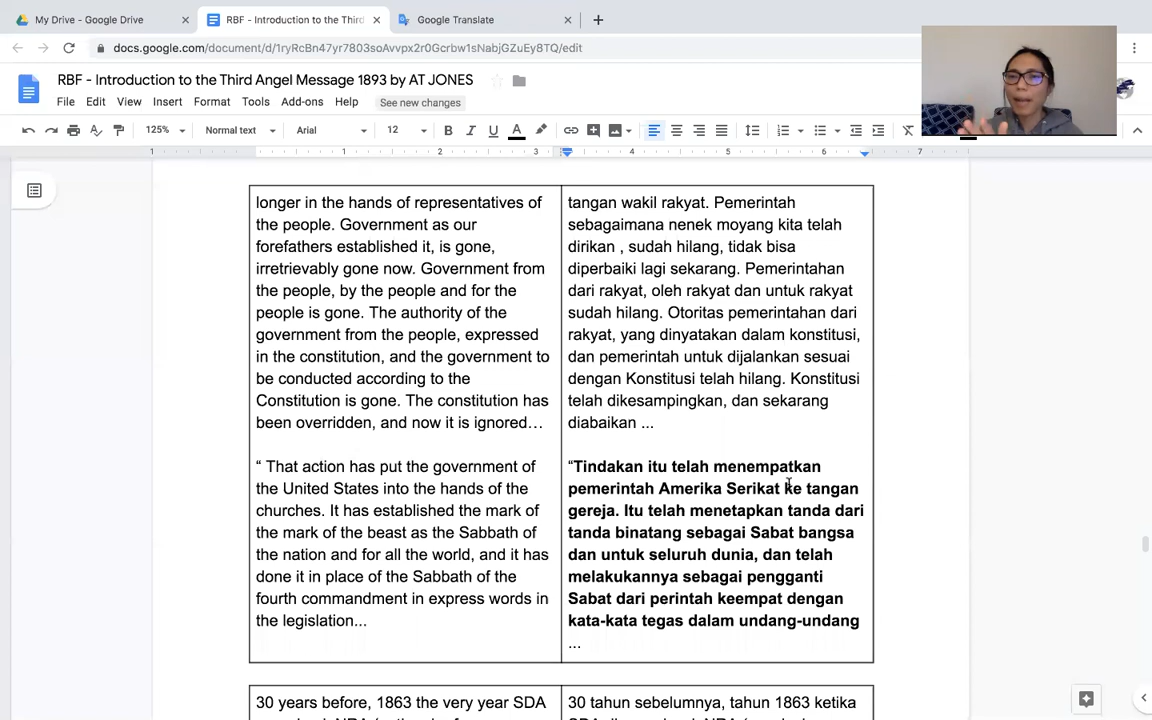 My Drive - Google Drive
RBF - Introduction to the Third
Google Translate
docs.google.com/document/d/1ryRcBn47yr7803soAvvpx2r0Gcrbw1sNabjGZuEy8TQ/edit
RBF - Introduction to the Third Angel Message 1893 by AT JONES
File Edit View Insert Format Tools Add-ons Help See new changes
125% Normal text Arial 12 B I U A
1 1 2 3 4 5 6 7
longer in the hands of representatives of
the people. Government as our
forefathers established it, is gone,
irretrievably gone now. Government from
the people, by the people and for the
people is gone. The authority of the
government from the people, expressed
in the constitution, and the government to
be conducted according to the
Constitution is gone. The constitution has
been overridden, and now it is ignored…
“ That action has put the government of
the United States into the hands of the
churches. It has established the mark of
the mark of the beast as the Sabbath of
the nation and for all the world, and it has
done it in place of the Sabbath of the
fourth commandment in express words in
the legislation...
tangan wakil rakyat. Pemerintah
sebagaimana nenek moyang kita telah
dirikan , sudah hilang, tidak bisa
diperbaiki lagi sekarang. Pemerintahan
dari rakyat, oleh rakyat dan untuk rakyat
sudah hilang. Otoritas pemerintahan dari
rakyat, yang dinyatakan dalam konstitusi,
dan pemerintah untuk dijalankan sesuai
dengan Konstitusi telah hilang. Konstitusi
telah dikesampingkan, dan sekarang
diabaikan ...
“Tindakan itu telah menempatkan
pemerintah Amerika Serikat ke tangan
gereja. Itu telah menetapkan tanda dari
tanda binatang sebagai Sabat bangsa
dan untuk seluruh dunia, dan telah
melakukannya sebagai pengganti
Sabat dari perintah keempat dengan
kata-kata tegas dalam undang-undang
...
30 years before, 1863 the very year SDA
30 tahun sebelumnya, tahun 1863 ketika